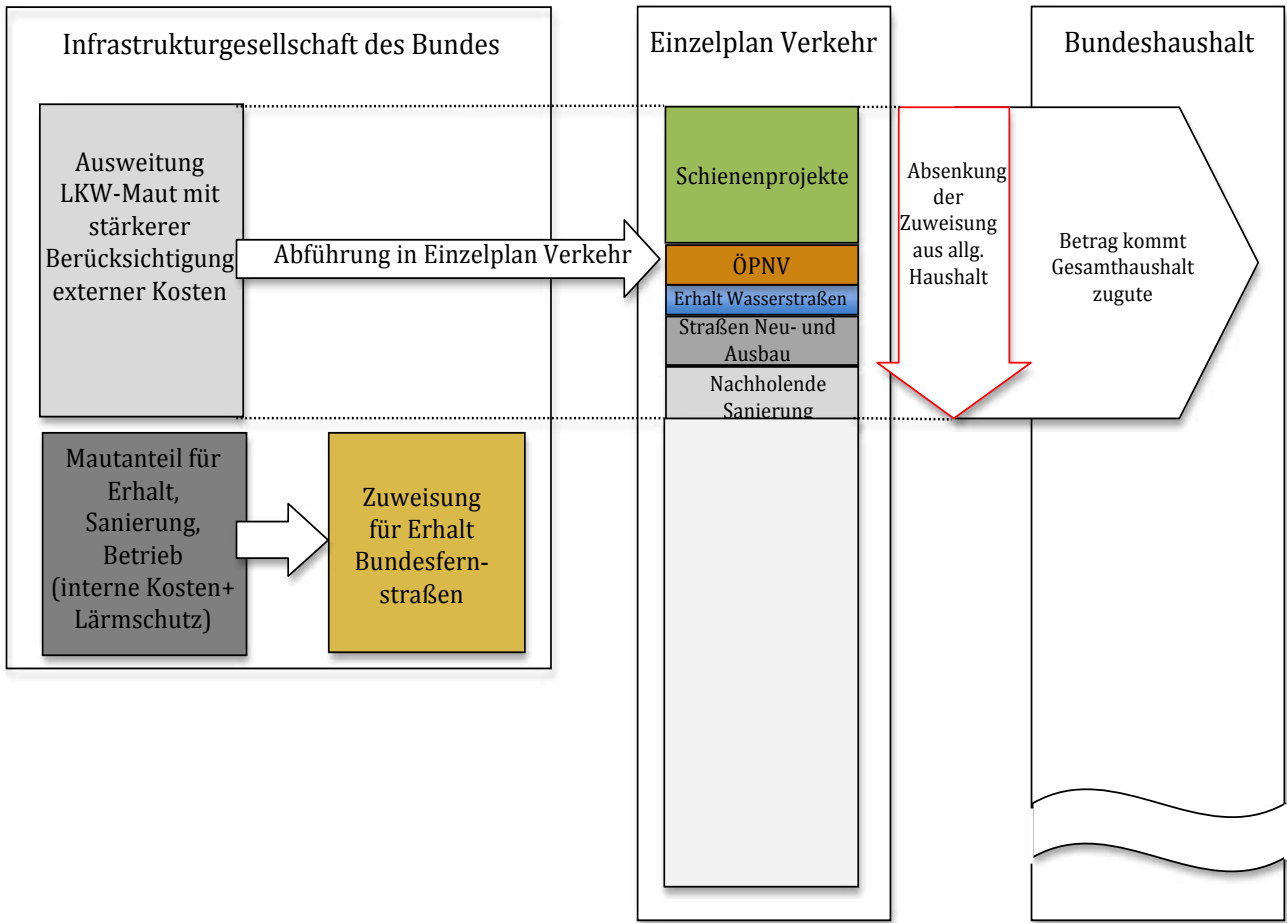 Infrastrukturgesellschaft des Bundes
Ausweitung
LKW-Maut mit
stärkerer
Berücksichtigung
externer Kosten
Abführung in Einzelplan Verkehr
Mautanteil für
Erhalt,
Sanierung,
Betrieb
(interne Kosten+
Lärmschutz)
Zuweisung
für Erhalt
Bundesfern-
straßen
Einzelplan Verkehr
Schienenprojekte
ÖPNV
Erhalt Wasserstraßen
Straßen Neu- und
Ausbau
Nachholende
Sanierung
Absenkung
der
Zuweisung
aus allg.
Haushalt
Bundeshaushalt
Betrag kommt
Gesamthaushalt
zugute